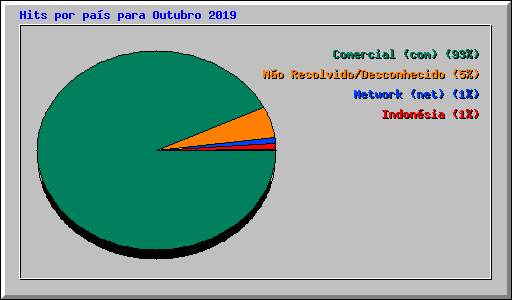 Hits por país para Outubro 2019
Comercial (com) (93%)
Não Resolvido/Desconhecido (5%)
Network (net) (1%)
Indonésia (1%)